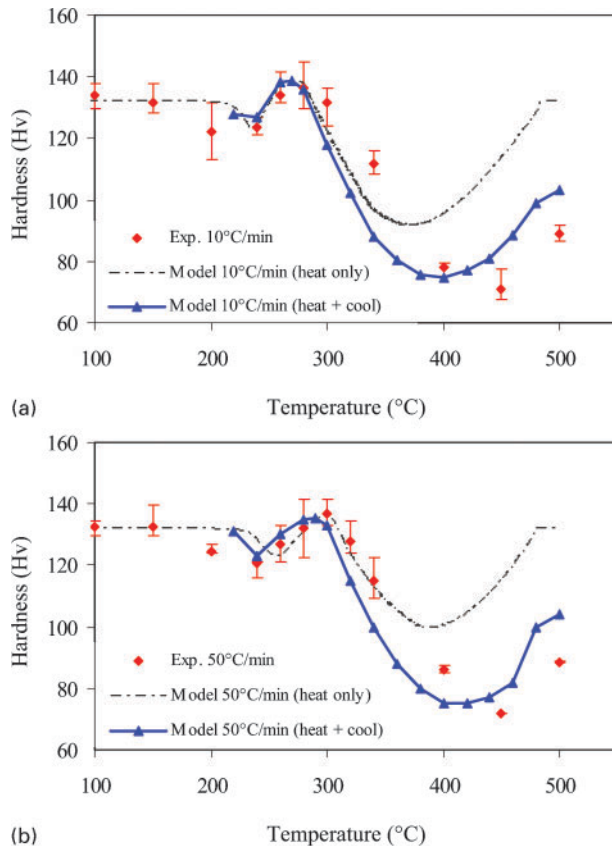 160
140
120
100
80
60
Hardness (Hv)
Exp. 10°C/min
Model 10°C/min (heat only)
Model 10°C/min (heat + cool)
100 200 300 400 500
(a)
Temperature (°C)
160
140
120
100
80
60
Hardness (Hv)
Exp. 50°C/min
Model 50°C/min (heat only)
Model 50°C/min (heat + cool)
100 200 300 400 500
(b)
Temperature (°C)